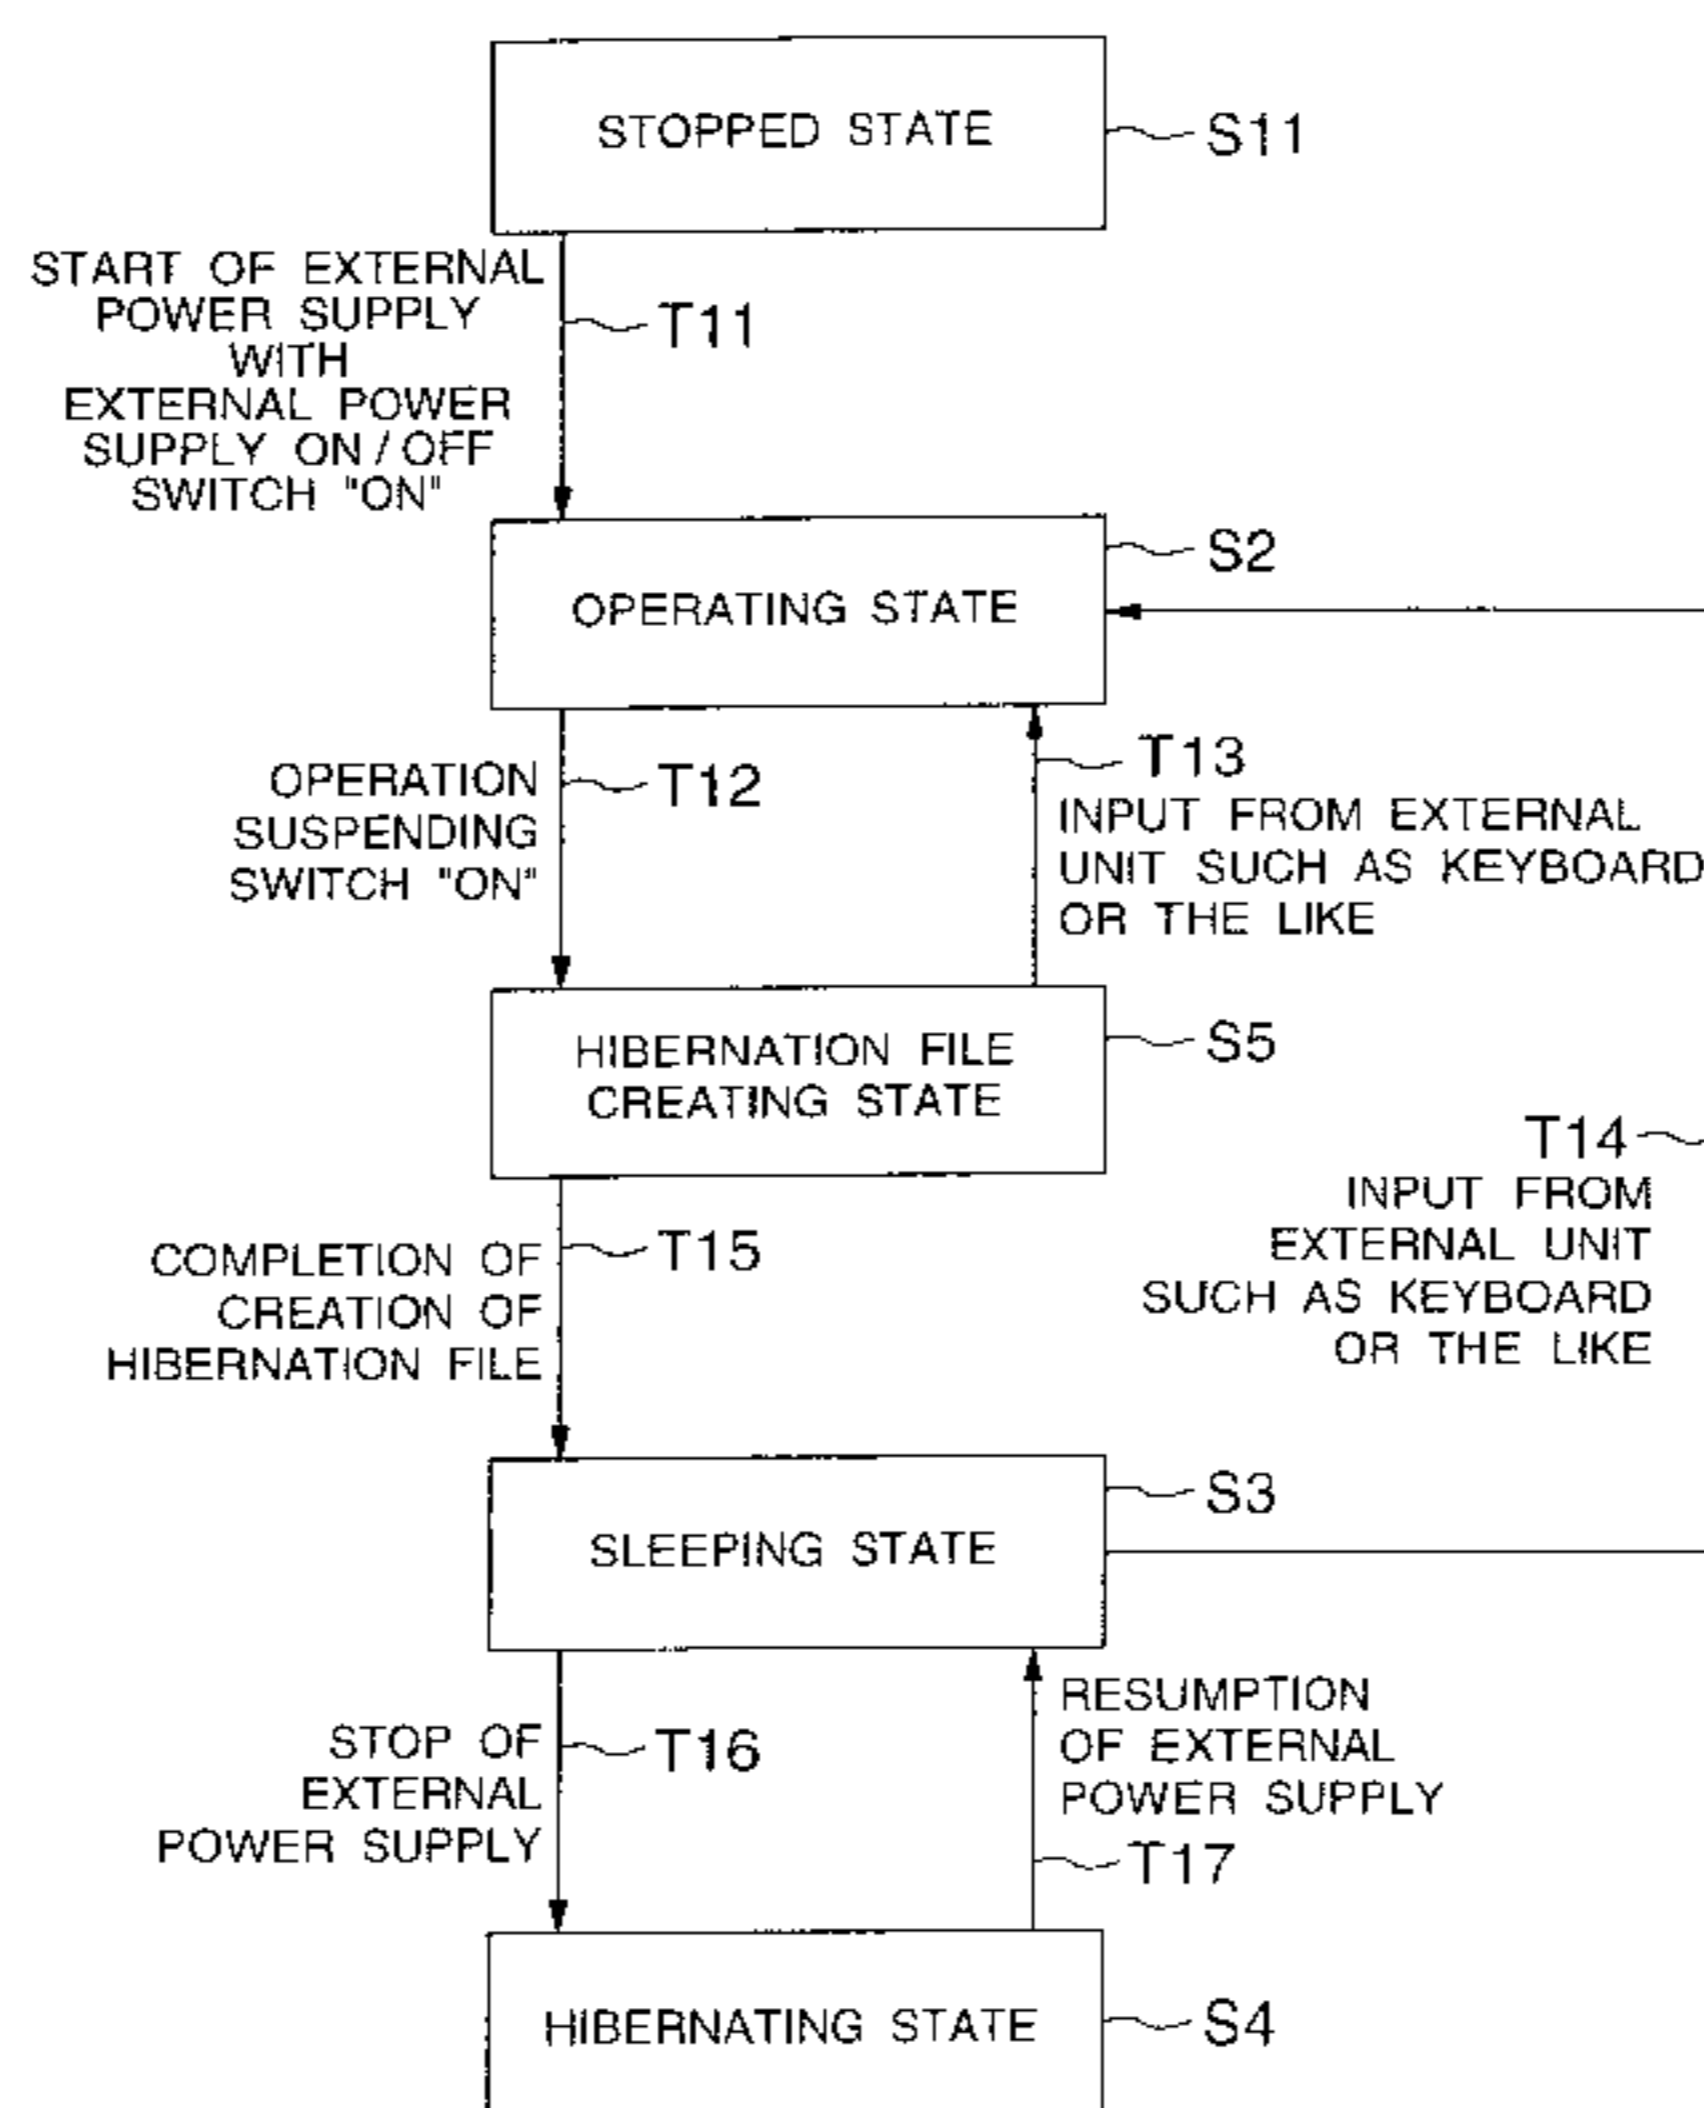 STOPPED STATE
S11
START OF EXTERNAL
POWER SUPPLY
WITH
EXTERNAL POWER
SUPPLY ON/OFF
SWITCH "ON"
T11
S2
OPERATING STATE
OPERATION
SUSPENDING
SWITCH "ON"
T12
T13
INPUT FROM EXTERNAL
UNIT SUCH AS KEYBOARD
OR THE LIKE
HIBERNATION FILE
CREATING STATE
S5
T14
INPUT FROM
EXTERNAL UNIT
SUCH AS KEYBOARD
OR THE LIKE
COMPLETION OF
CREATION OF
HIBERNATION FILE
T15
S3
SLEEPING STATE
STOP OF
EXTERNAL
POWER SUPPLY
T16
RESUMPTION
OF EXTERNAL
POWER SUPPLY
T17
HIBERNATING STATE
S4